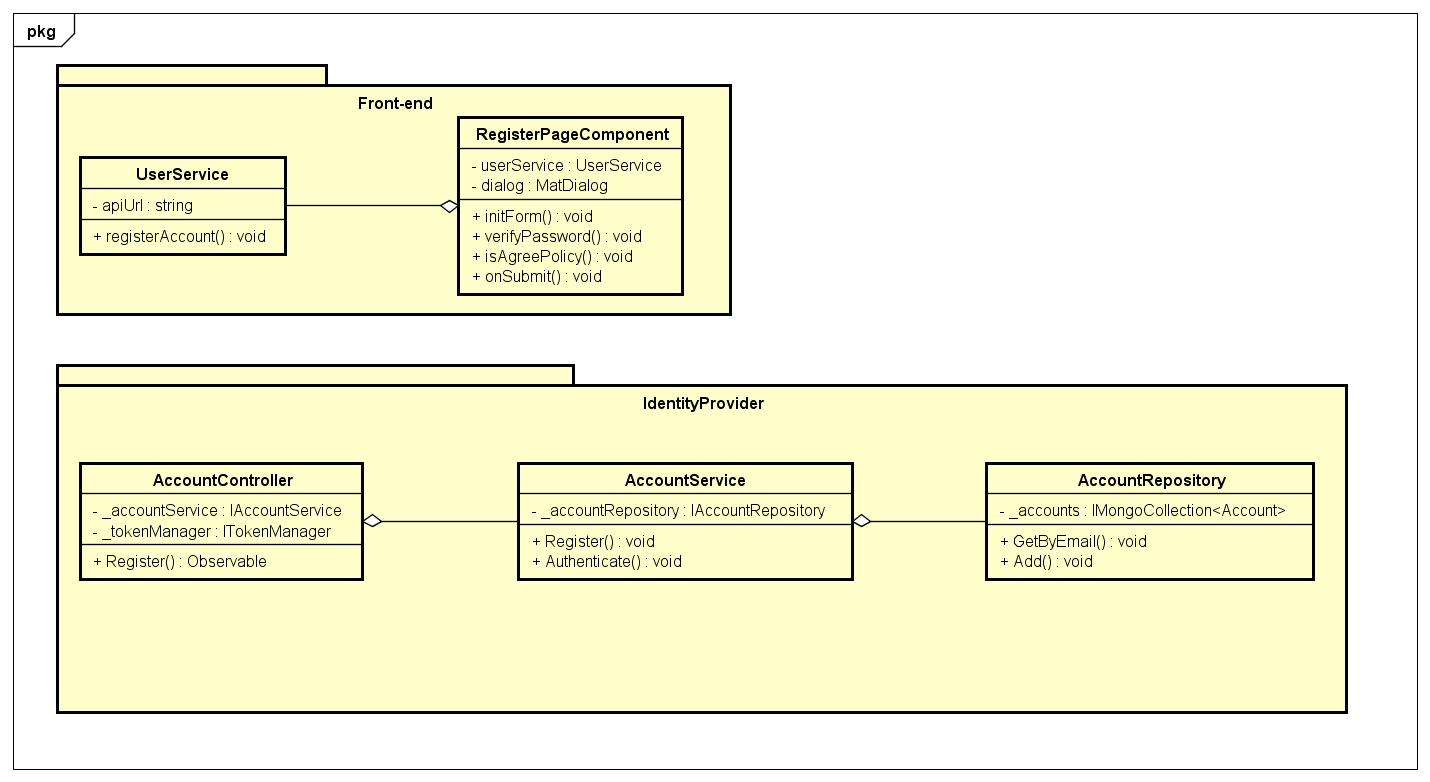 pkg
Front-end
UserService
- apiUrl : string
+ registerAccount() : void
RegisterPageComponent
- userService : UserService
- dialog : MatDialog
+ initForm() : void
+ verifyPassword() : void
+ isAgreePolicy() : void
+ onSubmit() : void
IdentityProvider
AccountController
- _accountService : IAccountService
- _tokenManager : ITokenManager
+ Register() : Observable
AccountService
- _accountRepository : IAccountRepository
+ Register() : void
+ Authenticate() : void
AccountRepository
- _accounts : IMongoCollection<Account>
+ GetByEmail() : void
+ Add() : void